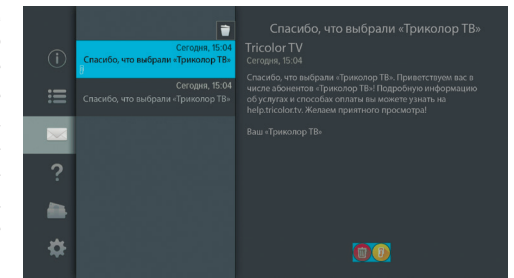 Сегодня, 15:04
Спасибо, что выбрали «Триколор ТВ»
Сегодня, 15:04
Спасибо, что выбрали «Триколор ТВ»
Спасибо, что выбрали «Триколор ТВ»
Tricolor TV
Сегодня, 15:04
Спасибо, что выбрали "Триколор ТВ". Приветствуем вас в
числе абонентов «Триколор ТВ»! Подробную информацию
об услугах и способах оплаты вы можете узнать на
help.tricolor.tv. Желаем приятного просмотра!
Ваш «Триколор ТВ»